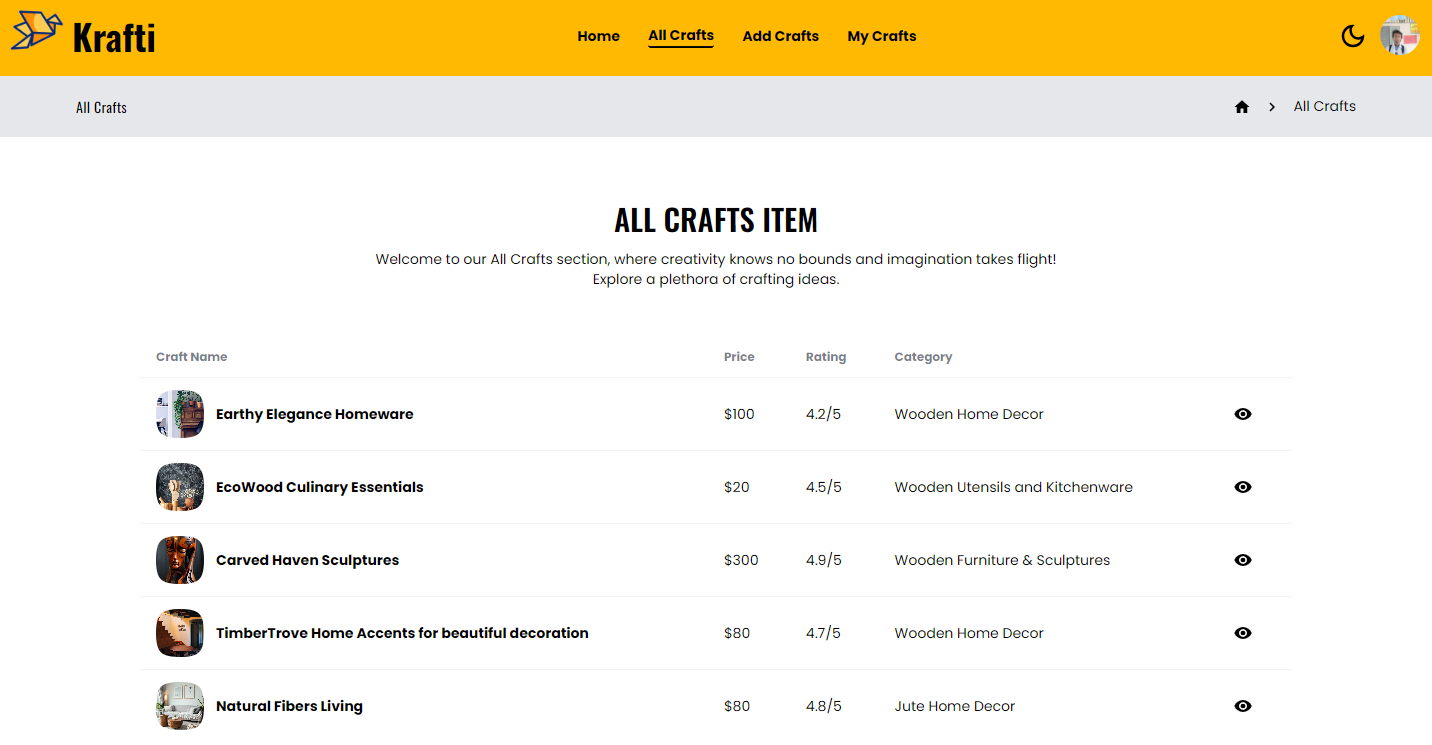 Krafti
Home All Crafts Add Crafts My Crafts
All Crafts
All Crafts
ALL CRAFTS ITEM
Welcome to our All Crafts section, where creativity knows no bounds and imagination takes flight!
Explore a plethora of crafting ideas.
Craft Name Price Rating Category
Earthy Elegance Homeware $100 4.2/5 Wooden Home Decor
EcoWood Culinary Essentials $20 4.5/5 Wooden Utensils and Kitchenware
Carved Haven Sculptures $300 4.9/5 Wooden Furniture & Sculptures
TimberTrove Home Accents for beautiful decoration $80 4.7/5 Wooden Home Decor
Natural Fibers Living $80 4.8/5 Jute Home Decor